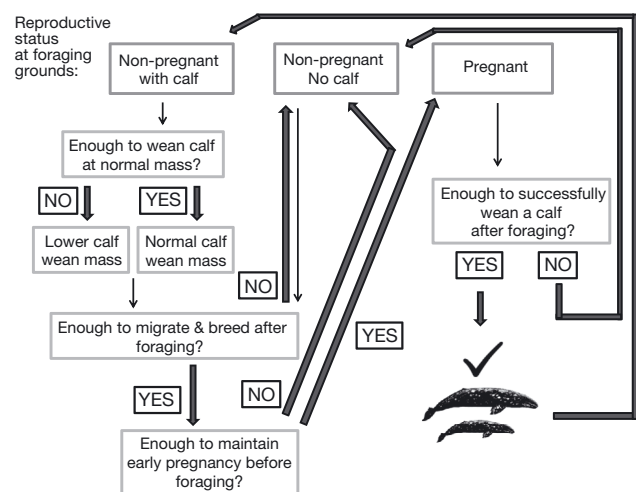 Reproductive
status
at foraging
grounds:
Non-pregnant
with calf
Non-pregnant
No calf
Pregnant
Enough to wean calf
at normal mass?
NO
YES
Lower calf
wean mass
Normal calf
wean mass
Enough to successfully
wean a calf
after foraging?
YES
NO
NO
Enough to migrate & breed after
foraging?
YES
YES
NO
Enough to maintain
early pregnancy before
foraging?